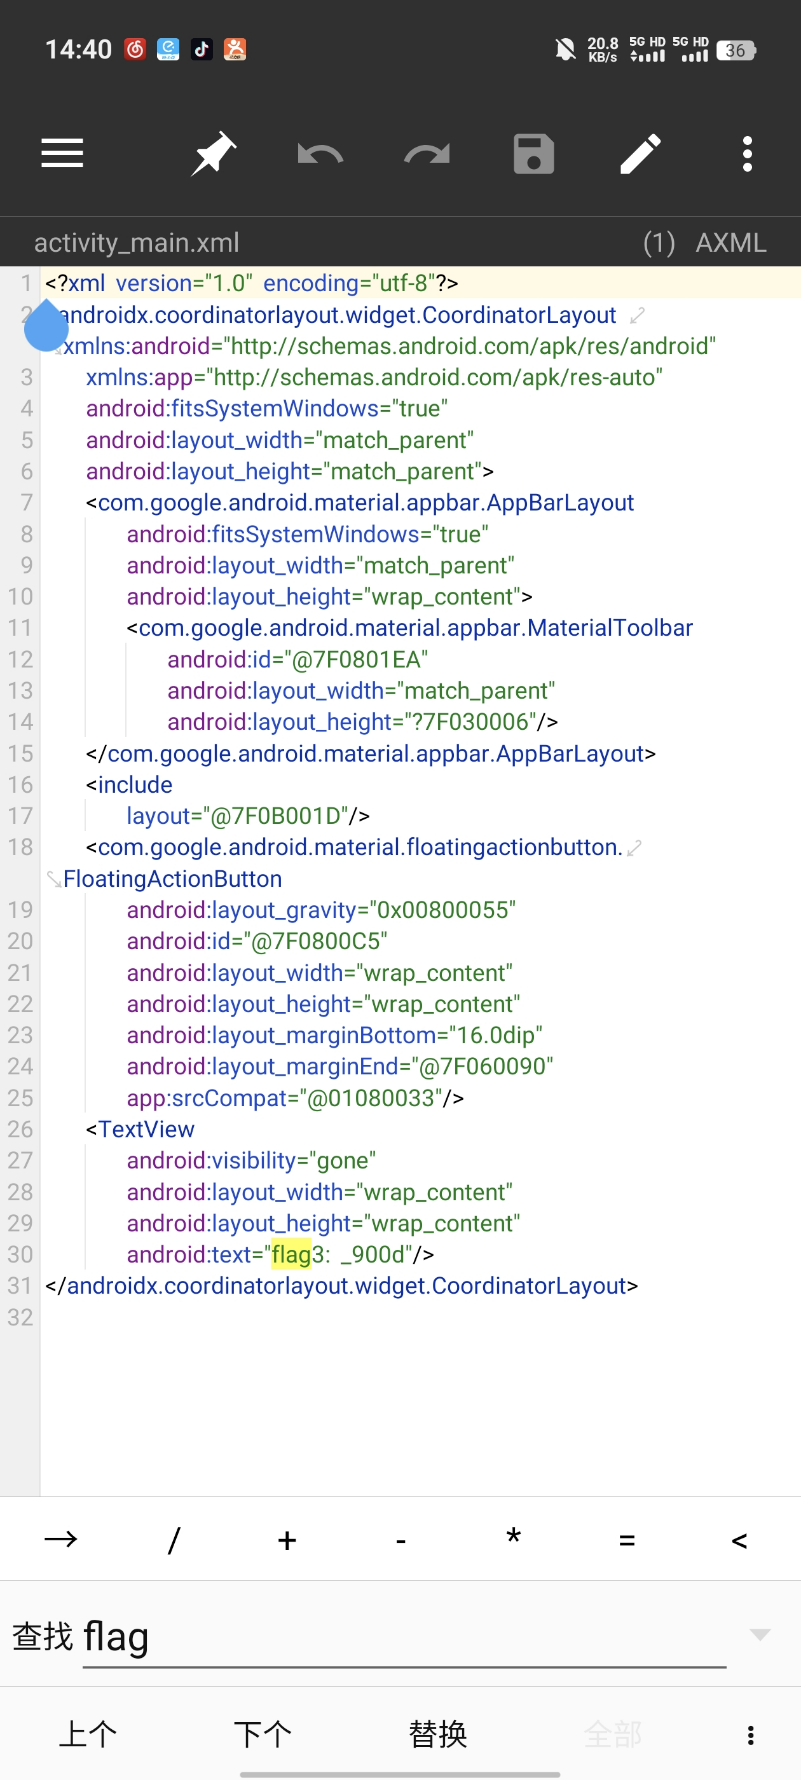 14:40 20.8 KB/s 5G HD 5G HD 36
activity_main.xml (1) AXML
1 <?xml version="1.0" encoding="utf-8"?>
2 androidx.coordinatorlayout.widget.CoordinatorLayout
xmlns:android="http://schemas.android.com/apk/res/android"
3 xmlns:app="http://schemas.android.com/apk/res-auto"
4 android:fitsSystemWindows="true"
5 android:layout_width="match_parent"
6 android:layout_height="match_parent">
7 <com.google.android.material.appbar.AppBarLayout
8 android:fitsSystemWindows="true"
9 android:layout_width="match_parent"
10 android:layout_height="wrap_content">
11 <com.google.android.material.appbar.MaterialToolbar
12 android:id="@7F0801EA"
13 android:layout_width="match_parent"
14 android:layout_height="?7F030006"/>
15 </com.google.android.material.appbar.AppBarLayout>
16 <include
17 layout="@7F0B001D"/>
18 <com.google.android.material.floatingactionbutton.
FloatingActionButton
19 android:layout_gravity="0x00800055"
20 android:id="@7F0800C5"
21 android:layout_width="wrap_content"
22 android:layout_height="wrap_content"
23 android:layout_marginBottom="16.0dip"
24 android:layout_marginEnd="@7F060090"
25 app:srcCompat="@01080033"/>
26 <TextView
27 android:visibility="gone"
28 android:layout_width="wrap_content"
29 android:layout_height="wrap_content"
30 android:text="flag3: _900d"/>
31 </androidx.coordinatorlayout.widget.CoordinatorLayout>
32
→ / + - * = <
查找 flag
上个 下个 替换 全部